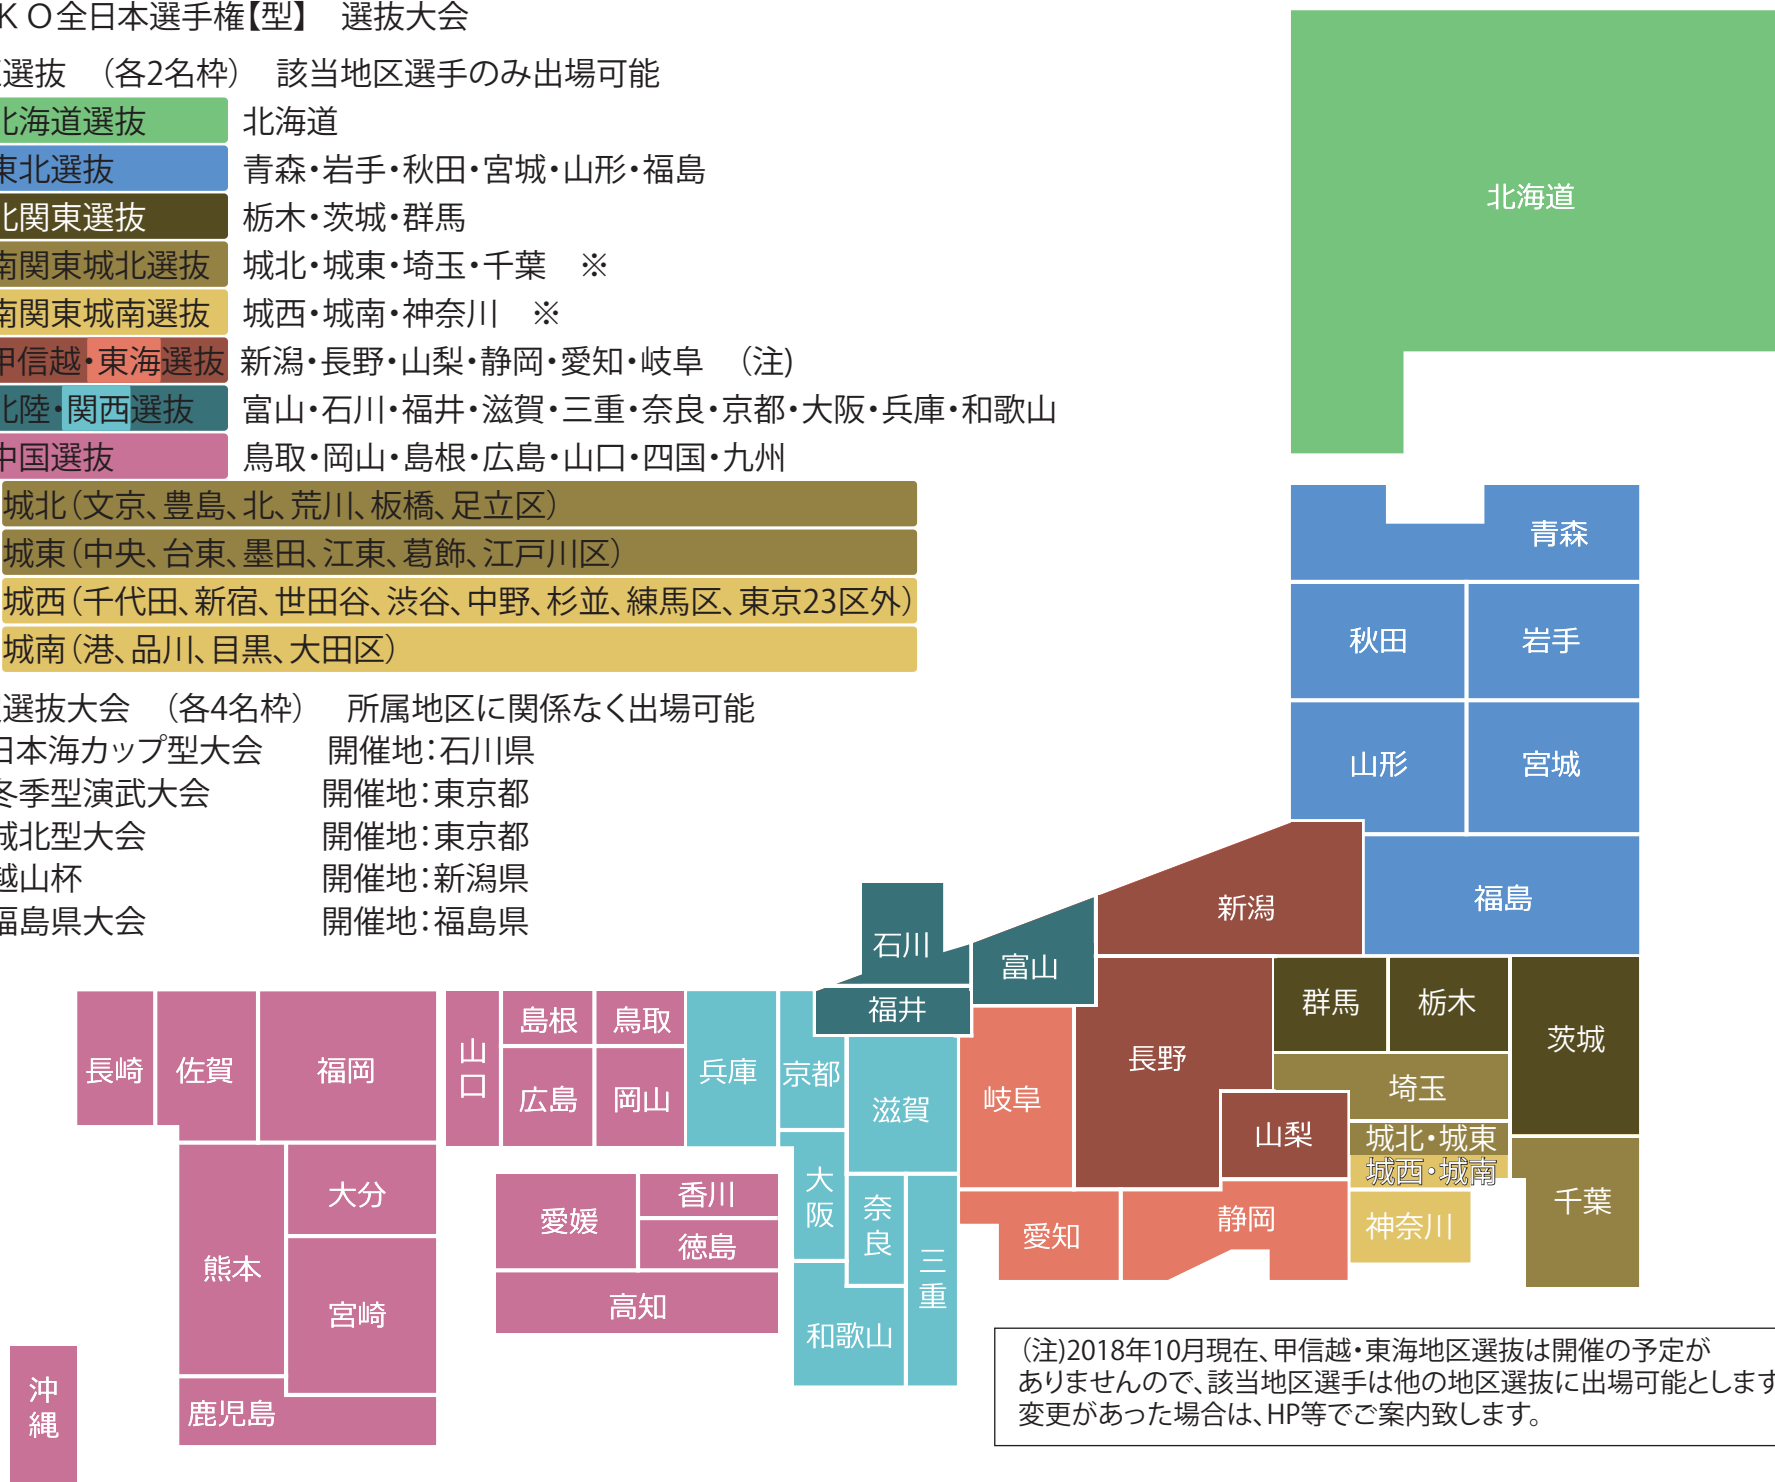 ＫＯ全日本選手権【型】　選抜大会
選抜　（各2名枠）　該当地区選手のみ出場可能
北海道選抜　北海道
東北選抜　青森・岩手・秋田・宮城・山形・福島
北関東選抜　栃木・茨城・群馬
南関東城北選抜　城北・城東・埼玉・千葉　※
南関東城南選抜　城西・城南・神奈川　※
甲信越・東海選抜　新潟・長野・山梨・静岡・愛知・岐阜　（注)
北陸・関西選抜　富山・石川・福井・滋賀・三重・奈良・京都・大阪・兵庫・和歌山
中国選抜　鳥取・岡山・島根・広島・山口・四国・九州
城北（文京、豊島、北、荒川、板橋、足立区）
城東（中央、台東、墨田、江東、葛飾、江戸川区）
城西（千代田、新宿、世田谷、渋谷、中野、杉並、練馬区、東京23区外）
城南（港、品川、目黒、大田区）
選抜大会　（各4名枠）　所属地区に関係なく出場可能
日本海カップ型大会　開催地：石川県
冬季型演武大会　開催地：東京都
城北型大会　開催地：東京都
越山杯　開催地：新潟県
福島県大会　開催地：福島県
北海道
青森
秋田
岩手
山形
宮城
新潟
福島
石川
富山
福井
群馬
栃木
茨城
長野
埼玉
岐阜
山梨
城北・城東
城西・城南
千葉
神奈川
静岡
愛知
兵庫
京都
滋賀
大阪
奈良
三重
和歌山
山口
島根
鳥取
広島
岡山
愛媛
香川
徳島
高知
長崎
佐賀
福岡
大分
熊本
宮崎
鹿児島
沖縄
（注)2018年10月現在、甲信越・東海地区選抜は開催の予定が
ありませんので、該当地区選手は他の地区選抜に出場可能とします
変更があった場合は、HP等でご案内致します。